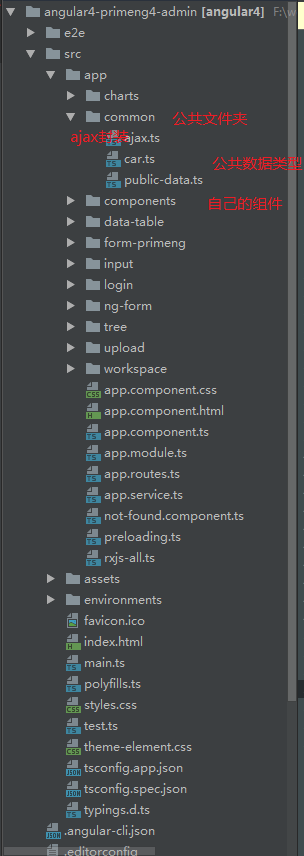 angular4-primeng4-admin [angular4] F:\w
e2e
src
app
charts
common 公共文件夹
ajax封装 ajax.ts
car.ts 公共数据类型
public-data.ts
components 自己的组件
data-table
form-primeng
input
login
ng-form
tree
upload
workspace
app.component.css
app.component.html
app.component.ts
app.module.ts
app.routes.ts
app.service.ts
not-found.component.ts
preloading.ts
rxjs-all.ts
assets
environments
favicon.ico
index.html
main.ts
polyfills.ts
styles.css
test.ts
theme-element.css
tsconfig.app.json
tsconfig.spec.json
typings.d.ts
.angular-cli.json
.editorconfig